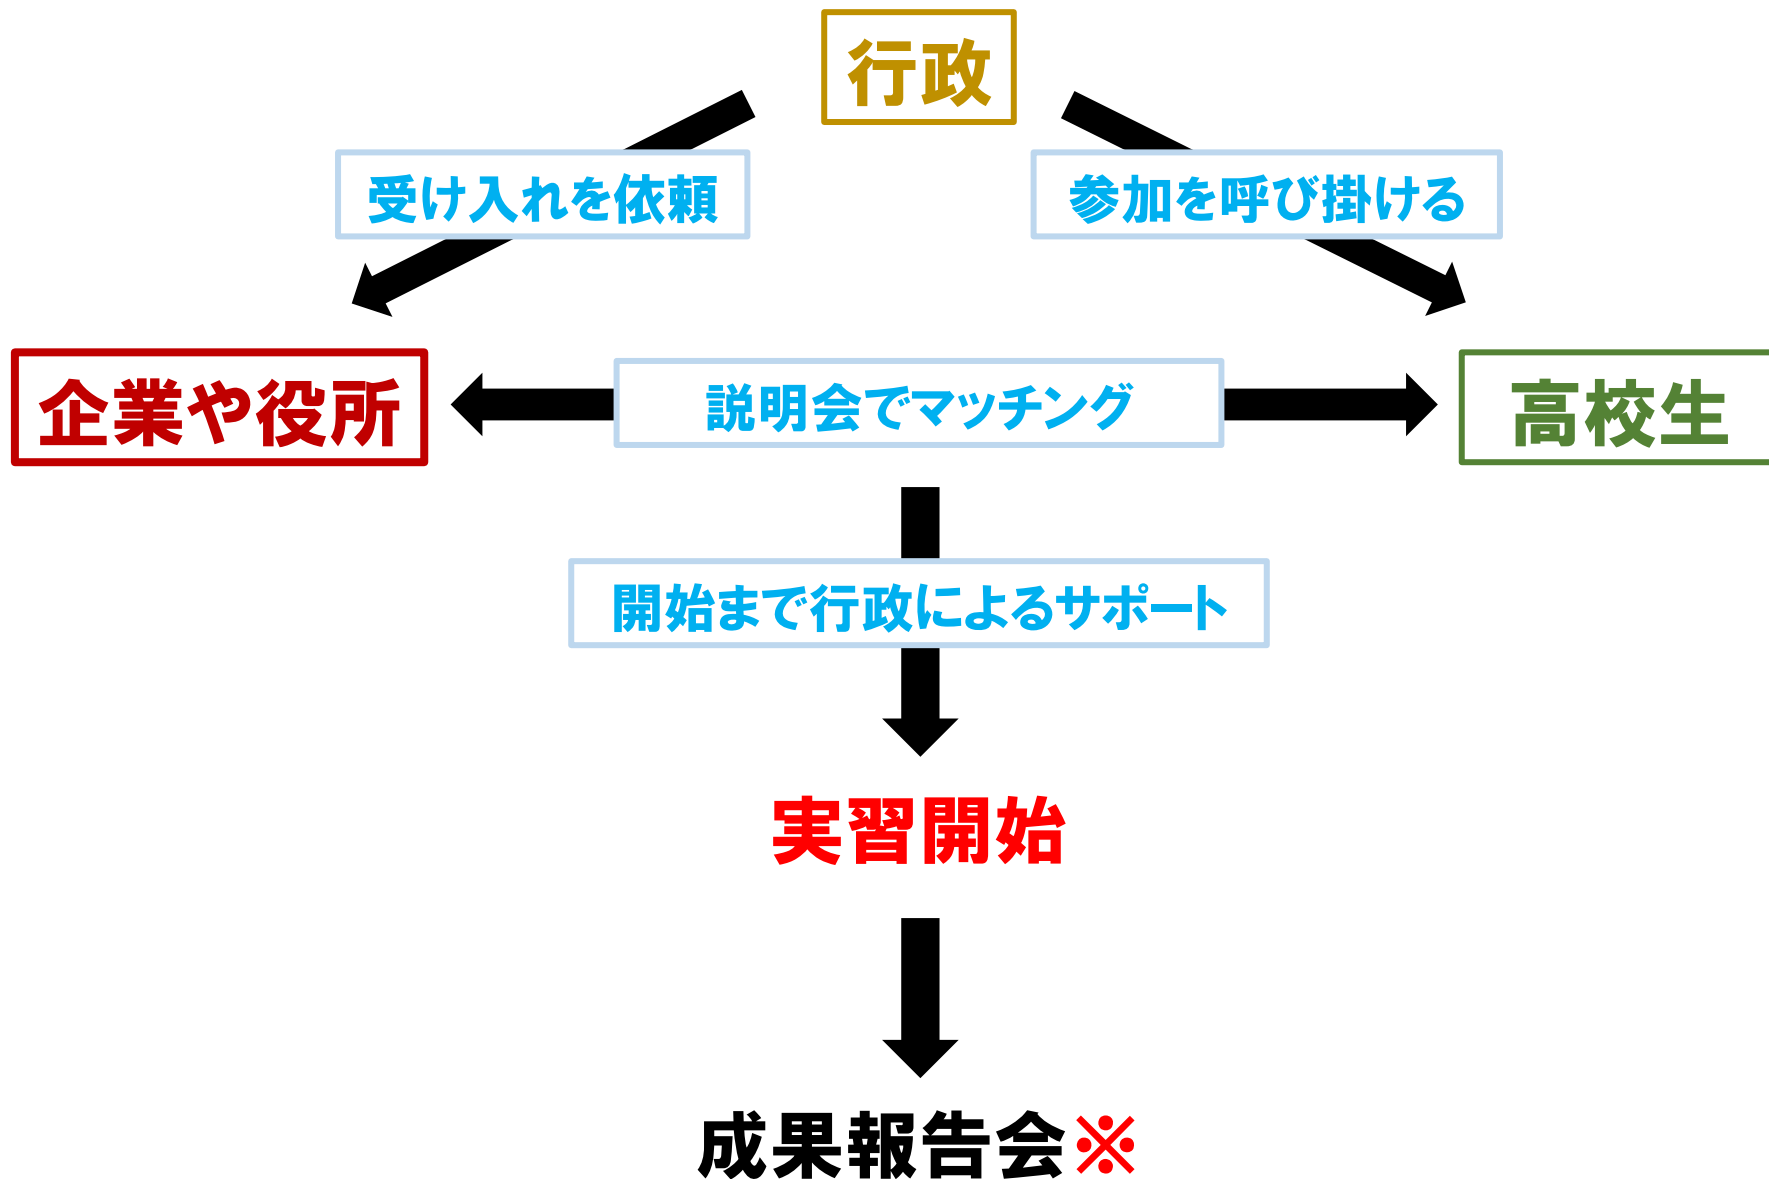 行政
受け入れを依頼
参加を呼び掛ける
企業や役所
説明会でマッチング
高校生
開始まで行政によるサポート
実習開始
成果報告会※